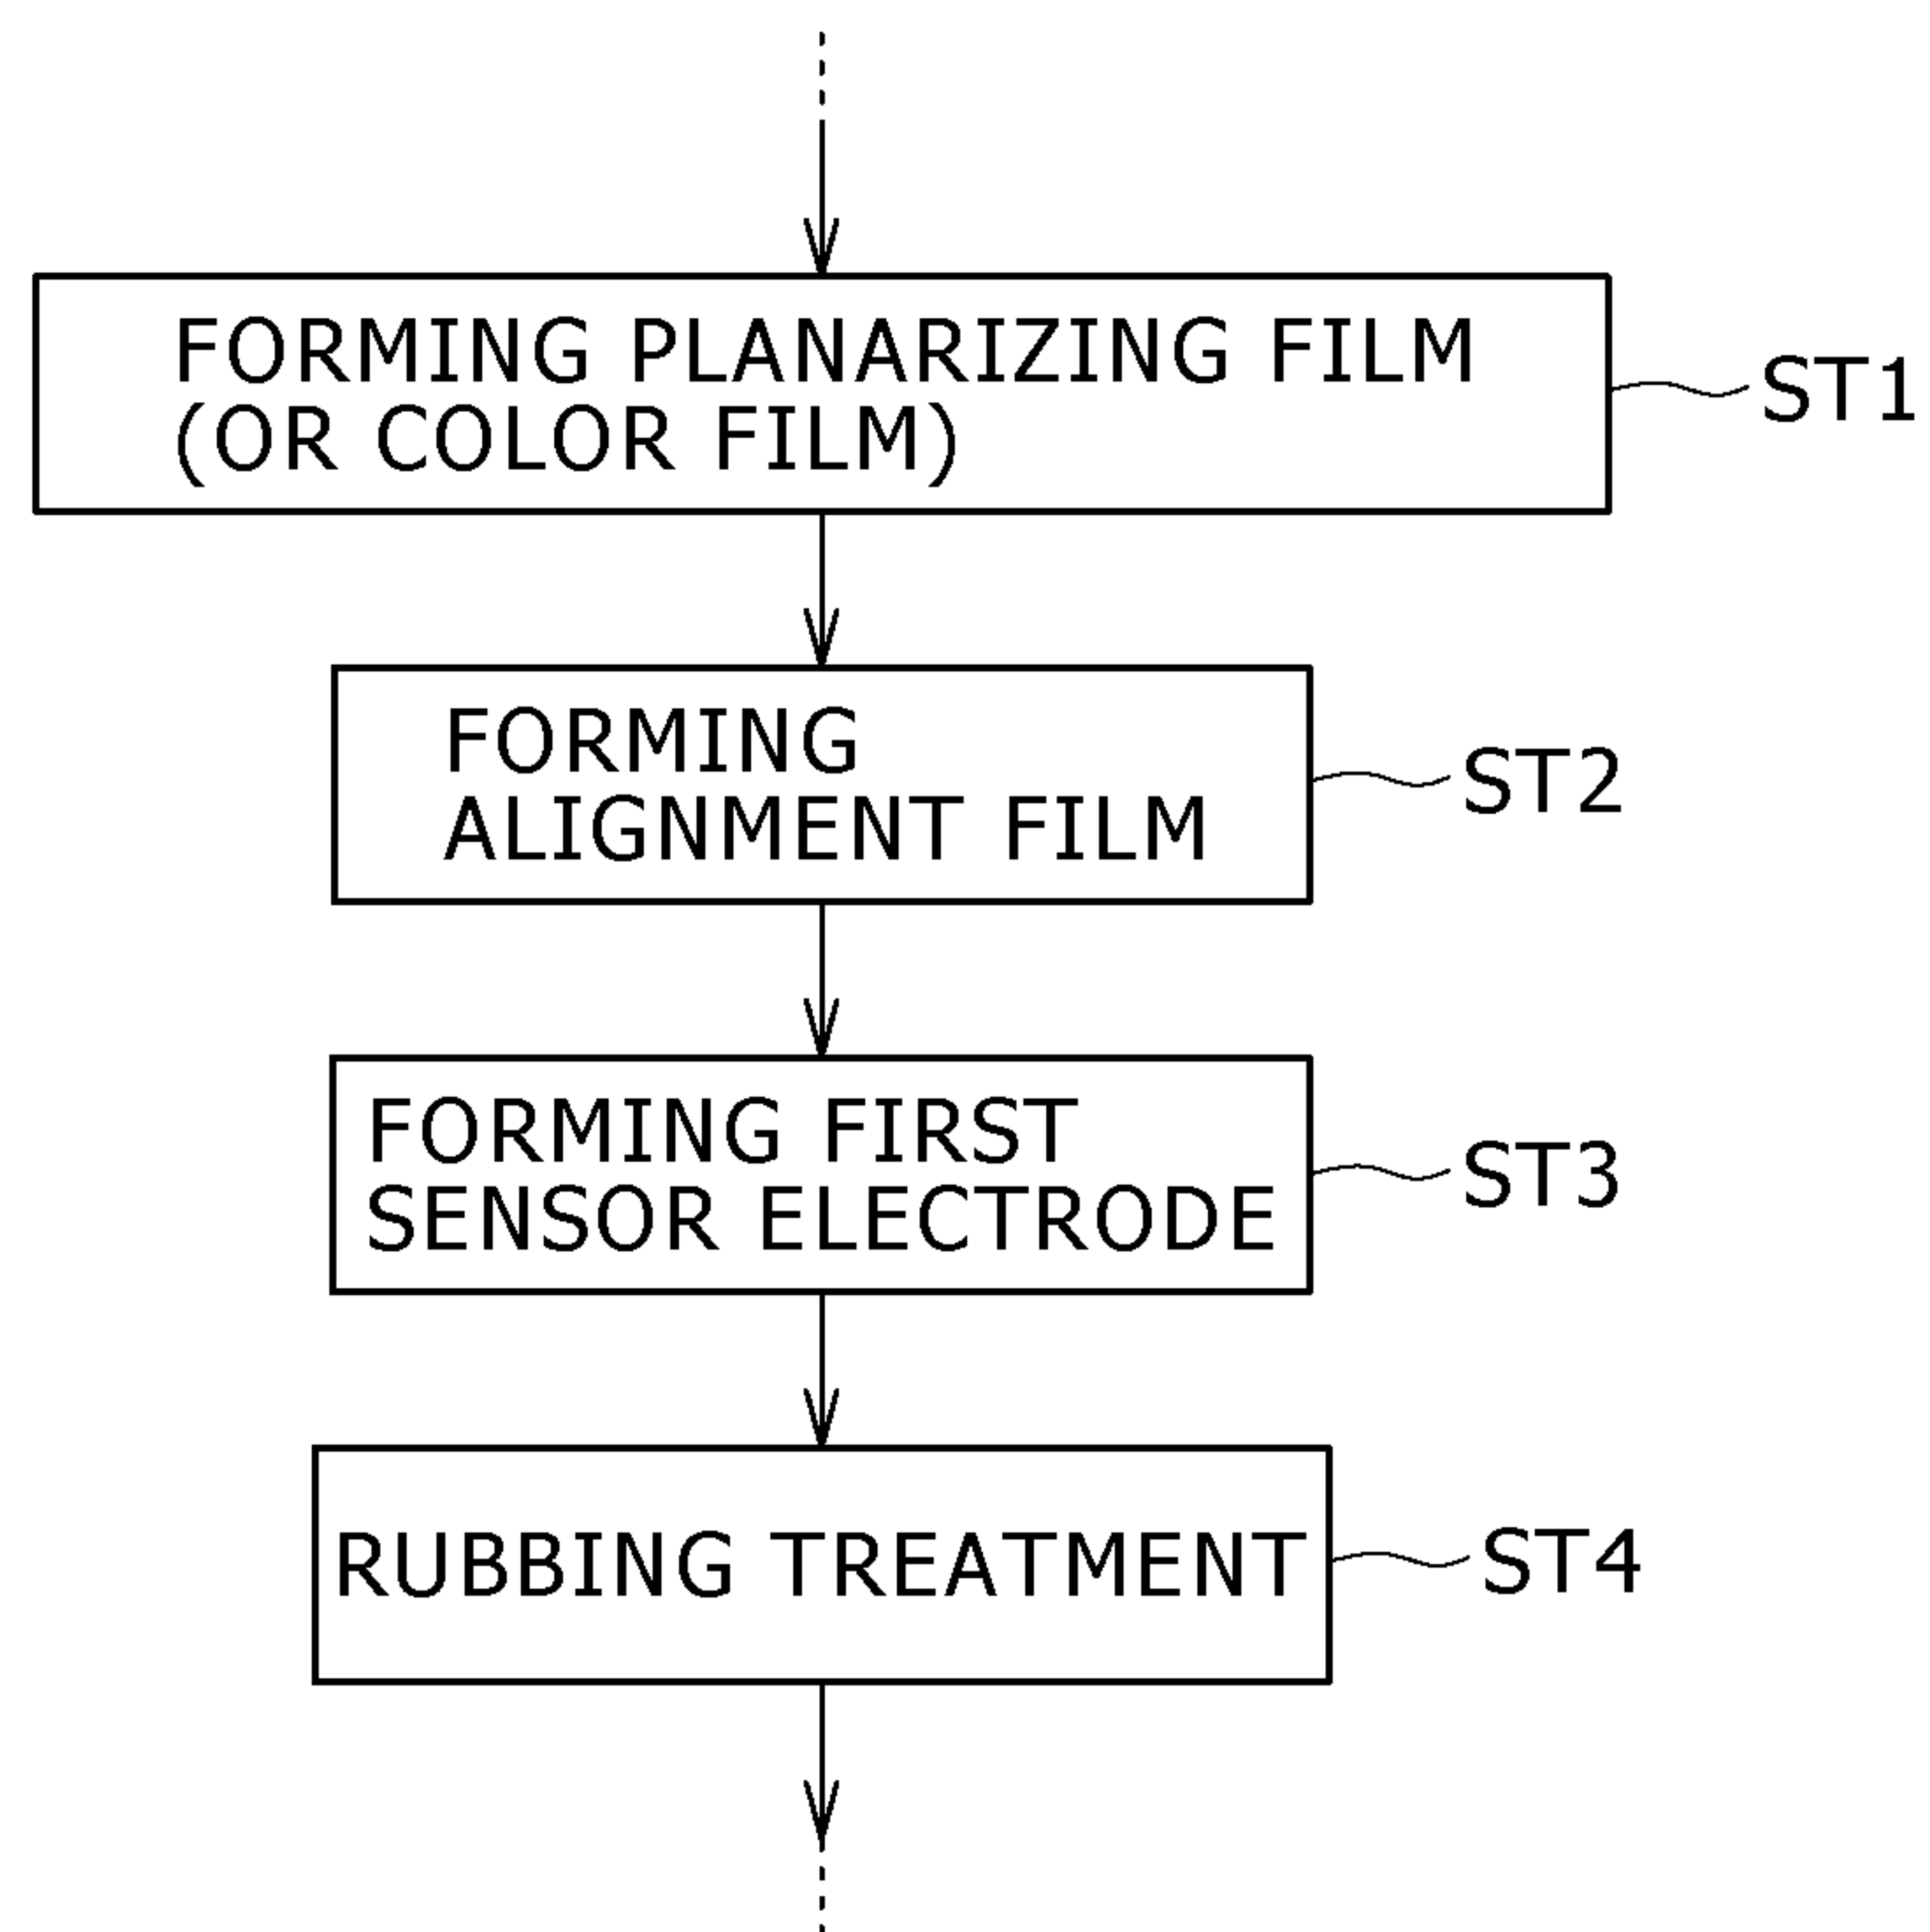 FORMING PLANARIZING FILM
(OR COLOR FILM)
ST1
FORMING
ALIGNMENT FILM
ST2
FORMING FIRST
SENSOR ELECTRODE
ST3
RUBBING TREATMENT
ST4